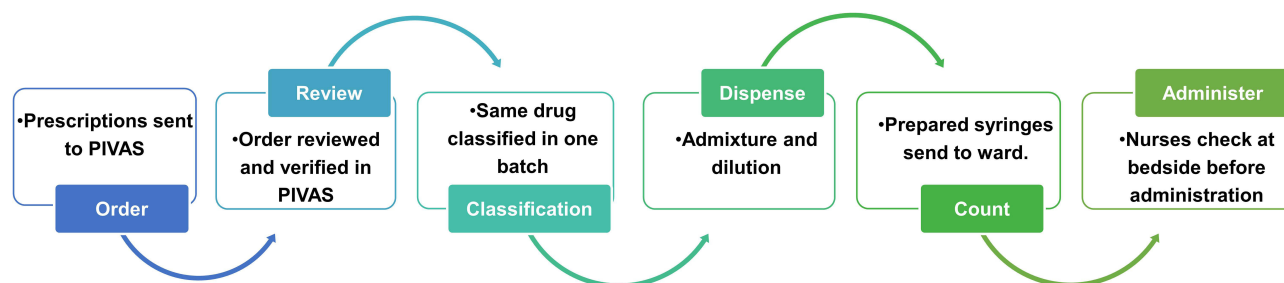 •Prescriptions sent
to PIVAS
Order
Review
•Order reviewed
and verified in
PIVAS
•Same drug
classified in one
batch
Classification
Dispense
•Admixture and
dilution
•Prepared syringes
send to ward.
Count
Administer
•Nurses check at
bedside before
administration